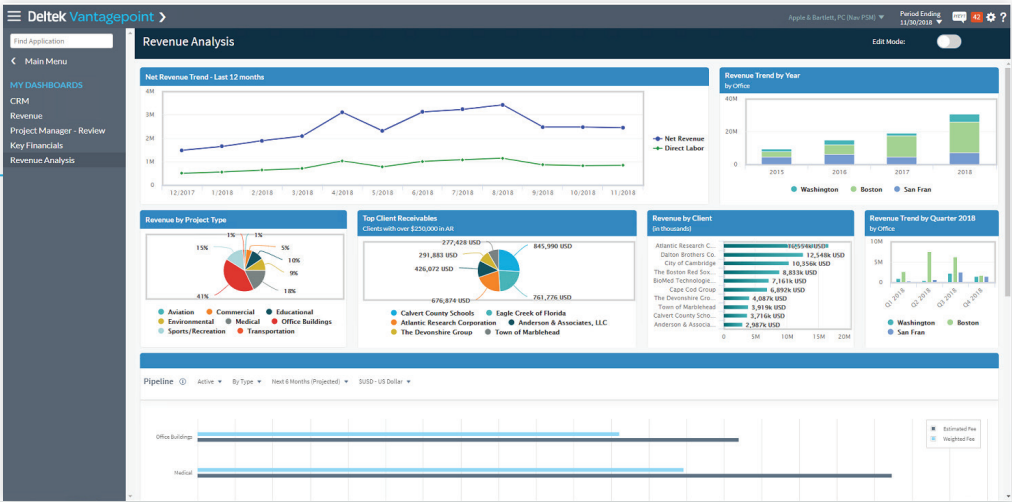 Deltek Vantagepoint
Apple & Bartlett, PC (Nav PSM)
Period Ending
11/30/2018
HEY!
42
?
Find Application
Main Menu
MY DASHBOARDS
CRM
Revenue
Project Manager - Review
Key Financials
Revenue Analysis
Revenue Analysis
Edit Mode:
Net Revenue Trend - Last 12 months
4M
3M
2M
1M
0
12/2017 1/2018 2/2018 3/2018 4/2018 5/2018 6/2018 7/2018 8/2018 9/2018 10/2018 11/2018
Net Revenue
Direct Labor
Revenue Trend by Year
by Office
40M
20M
0
2015 2016 2017 2018
Washington Boston San Fran
Revenue by Project Type
1% 1%
15% 5%
10%
9%
18%
41%
Aviation Commercial Educational
Environmental Medical Office Buildings
Sports/Recreation Transportation
Top Client Receivables
Clients with over $250,000 in AR
277,428 USD 845,990 USD
291,883 USD
426,072 USD
676,874 USD 761,776 USD
Calvert County Schools Eagle Creek of Florida
Atlantic Research Corporation Anderson & Associates, LLC
The Devonshire Group Town of Marblehead
Revenue by Client
(in thousands)
Atlantic Research C...
Dalton Brothers Co. 12,548k USD
City of Cambridge 10,356k USD
The Boston Red Sox... 8,833k USD
BioMed Technologie... 7,161k USD
Cape Cod Group 6,892k USD
The Devonshire Gro... 4,087k USD
Town of Marblehead 3,919k USD
Calvert County Scho... 3,716k USD
Anderson & Associa... 2,987k USD
0 5M 10M 15M 20M
Revenue Trend by Quarter 2018
by Office
10M
5M
0
Q1 2018 Q2 2018 Q3 2018 Q4 2018
Washington Boston
San Fran
Pipeline Active By Type Next 6 Months (Projected) $USD - US Dollar
Office Buildings
Medical
Estimated Fee
Weighted Fee